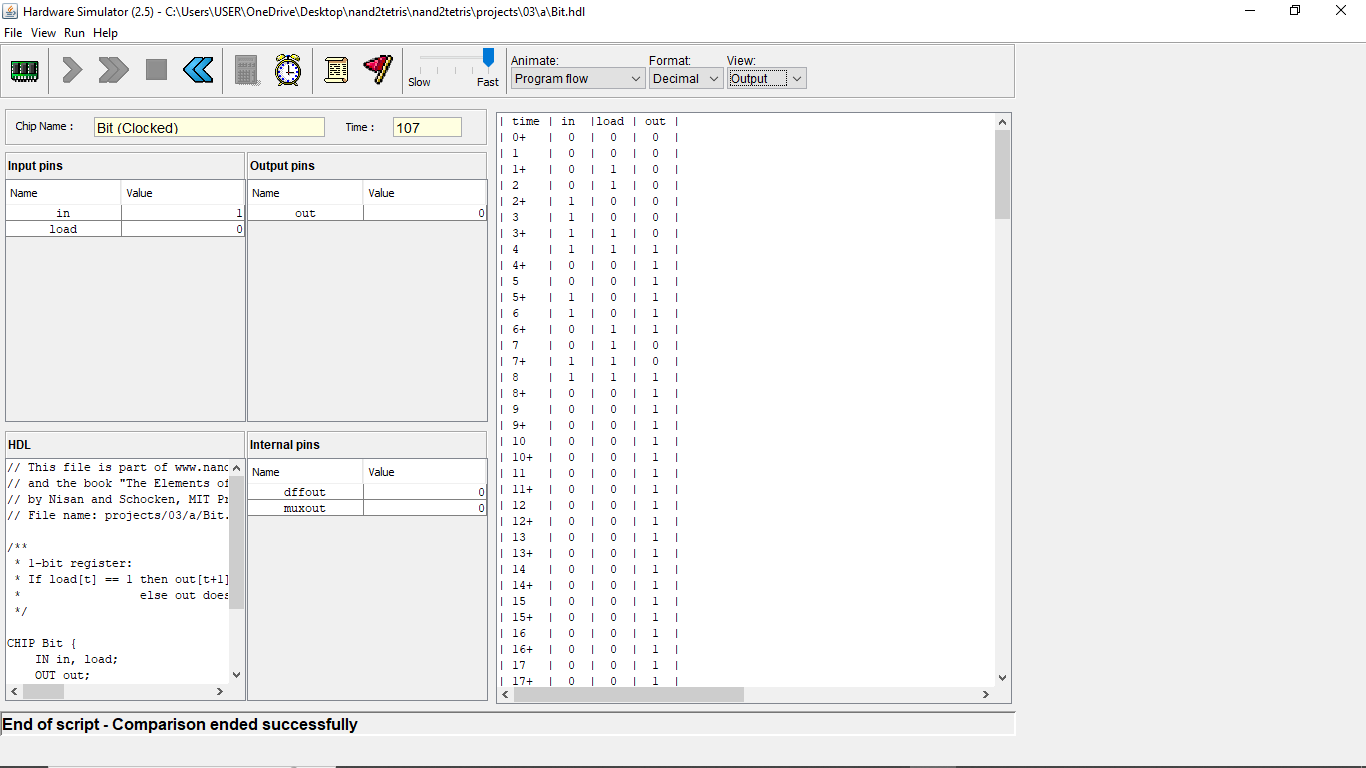 Hardware Simulator (2.5) - C:\Users\USER\OneDrive\Desktop\nand2tetris\nand2tetris\projects\03\a\Bit.hdl
File View Run Help
Slow Fast
Animate:
Program flow
Format:
Decimal
View:
Output
Chip Name : Bit (Clocked) Time : 107
Input pins
Name Value
in 1
load 0
Output pins
Name Value
out 0
HDL
// This file is part of www.nand
// and the book "The Elements of
// by Nisan and Schocken, MIT Pr
// File name: projects/03/a/Bit.
/**
* 1-bit register:
* If load[t] == 1 then out[t+1]
* else out does
*/
CHIP Bit {
IN in, load;
OUT out;
Internal pins
Name Value
dffout 0
muxout 0
| time | in |load | out |
| 0+ | 0 | 0 | 0 |
| 1 | 0 | 0 | 0 |
| 1+ | 0 | 1 | 0 |
| 2 | 0 | 1 | 0 |
| 2+ | 1 | 0 | 0 |
| 3 | 1 | 0 | 0 |
| 3+ | 1 | 1 | 0 |
| 4 | 1 | 1 | 1 |
| 4+ | 0 | 0 | 1 |
| 5 | 0 | 0 | 1 |
| 5+ | 1 | 0 | 1 |
| 6 | 1 | 0 | 1 |
| 6+ | 0 | 1 | 1 |
| 7 | 0 | 1 | 0 |
| 7+ | 1 | 1 | 0 |
| 8 | 1 | 1 | 1 |
| 8+ | 0 | 0 | 1 |
| 9 | 0 | 0 | 1 |
| 9+ | 0 | 0 | 1 |
| 10 | 0 | 0 | 1 |
| 10+ | 0 | 0 | 1 |
| 11 | 0 | 0 | 1 |
| 11+ | 0 | 0 | 1 |
| 12 | 0 | 0 | 1 |
| 12+ | 0 | 0 | 1 |
| 13 | 0 | 0 | 1 |
| 13+ | 0 | 0 | 1 |
| 14 | 0 | 0 | 1 |
| 14+ | 0 | 0 | 1 |
| 15 | 0 | 0 | 1 |
| 15+ | 0 | 0 | 1 |
| 16 | 0 | 0 | 1 |
| 16+ | 0 | 0 | 1 |
| 17 | 0 | 0 | 1 |
| 17+ | 0 | 0 | 1 |
End of script - Comparison ended successfully